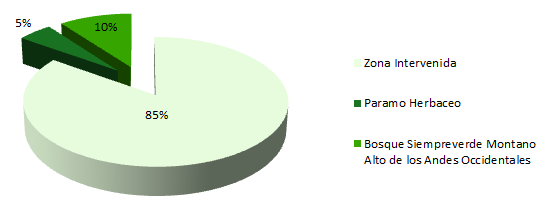 5%
10%
85%
Zona Intervenida
Paramo Herbaceo
Bosque Siempreverde Montano
Alto de los Andes Occidentales